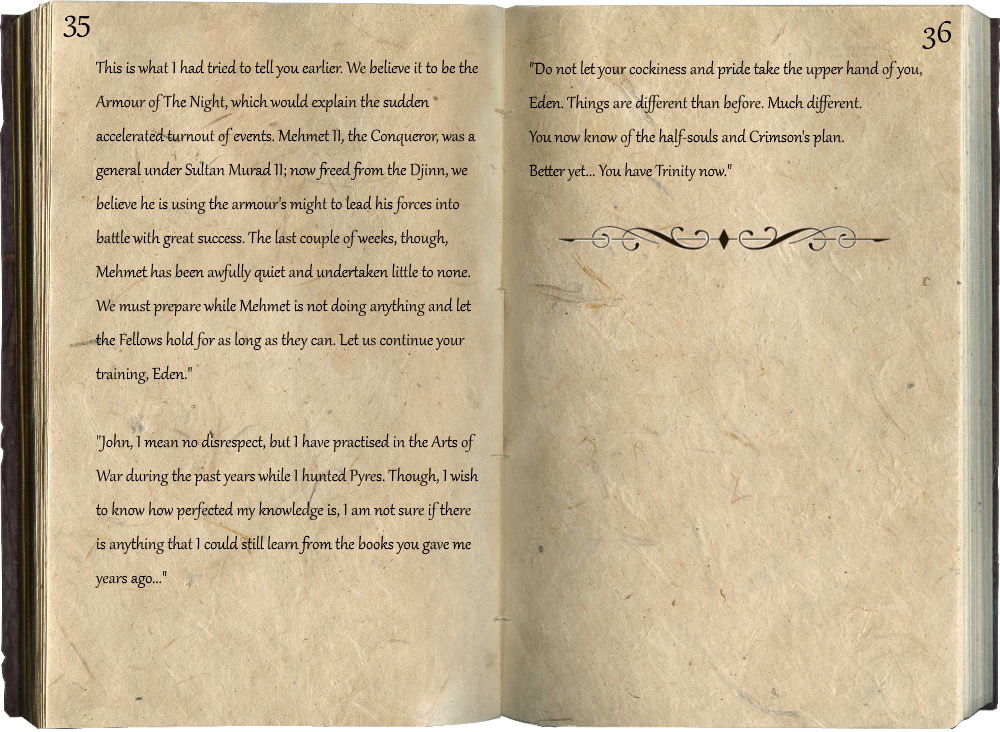 35
This is what I had tried to tell you earlier. We believe it to be the
Armour of The Night, which would explain the sudden
accelerated turnout of events. Mehmet II, the Conqueror, was a
general under Sultan Murad II; now freed from the Djinn, we
believe he is using the armour's might to lead his forces into
battle with great success. The last couple of weeks, though,
Mehmet has been awfully quiet and undertaken little to none.
We must prepare while Mehmet is not doing anything and let
the Fellows hold for as long as they can. Let us continue your
training, Eden."
"John, I mean no disrespect, but I have practised in the Arts of
War during the past years while I hunted Pyres. Though, I wish
to know how perfected my knowledge is, I am not sure if there
is anything that I could still learn from the books you gave me
years ago..."
36
"Do not let your cockiness and pride take the upper hand of you,
Eden. Things are different than before. Much different.
You now know of the half-souls and Crimson's plan.
Better yet... You have Trinity now."